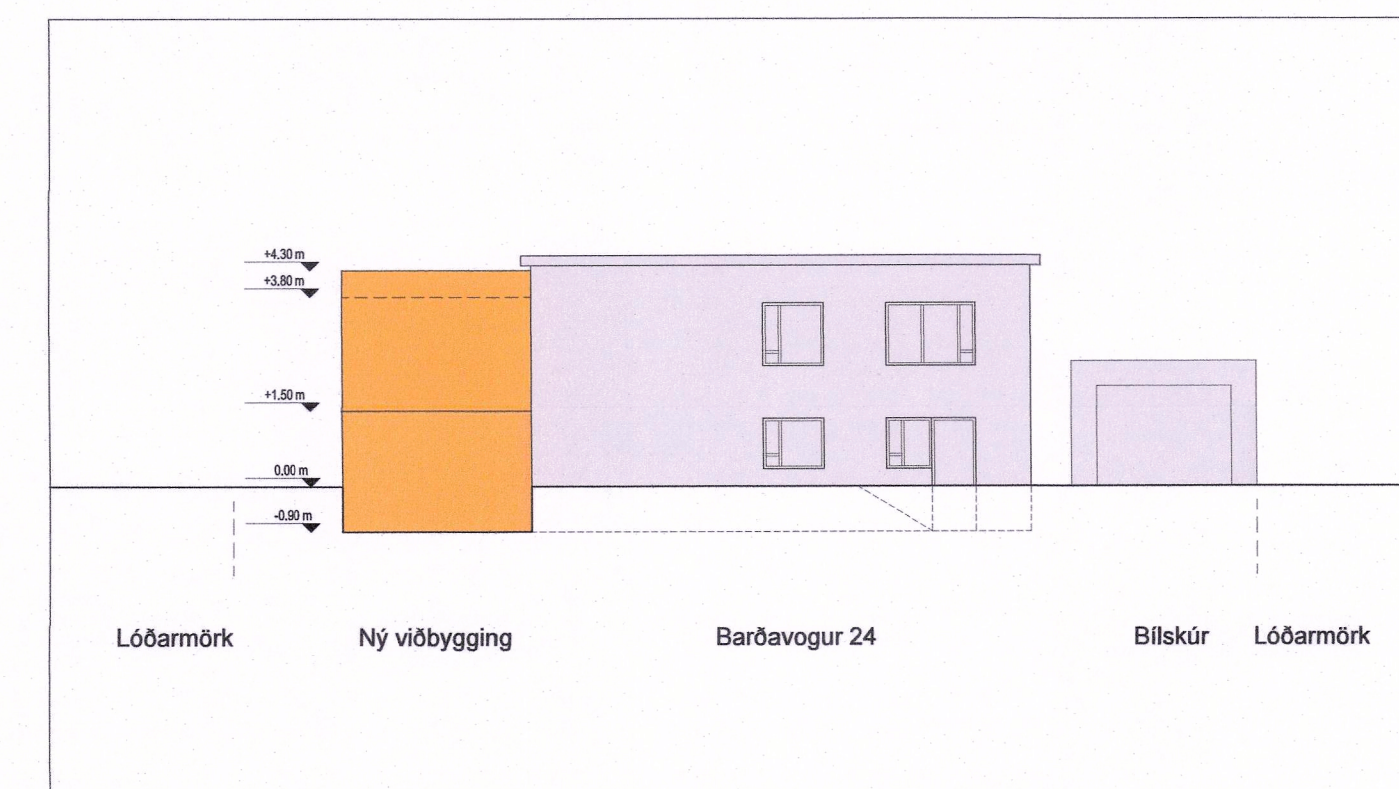 +4.30 m
+3.80 m
+1.50 m
0.00 m
-0.90 m
Lóðarmörk
Ný viðbygging
Barðavogur 24
Bílskúr
Lóðarmörk